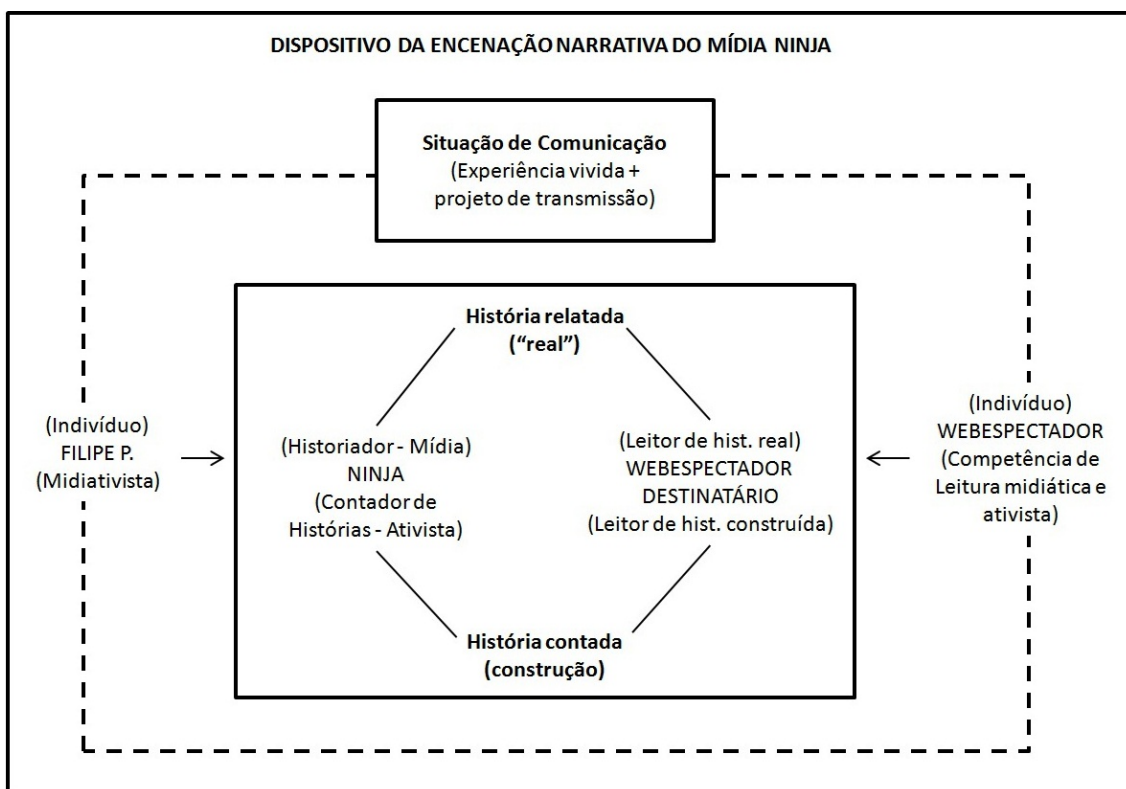 DISPOSITIVO DA ENCENAÇÃO NARRATIVA DO MÍDIA NINJA
Situação de Comunicação
(Experiência vivida +
projeto de transmissão)
História relatada
("real")
(Indivíduo)
FILIPE P.
(Midiativista)
(Historiador - Mídia)
NINJA
(Contador de
Histórias - Ativista)
(Leitor de hist. real)
WEBESPECTADOR
DESTINATÁRIO
(Leitor de hist. construída)
(Indivíduo)
WEBESPECTADOR
(Competência de
Leitura midiática e
ativista)
História contada
(construção)